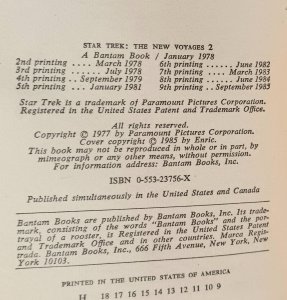 STAR TREK: THE NEW VOYAGES 2
A Bantam Book / January 1978
2nd printing .... March 1978 6th printing ...... June 1982
3rd printing ...... July 1978 7th printing .... March 1983
4th printing .. September 1979 8th printing ...... June 1984
5th printing ... January 1981 9th printing .. September 1985
Star Trek is a trademark of Paramount Pictures Corporation.
Registered in the United States Patent and Trademark Office.
All rights reserved.
Copyright © 1977 by Paramount Pictures Corporation.
Cover copyright © 1985 by Enric.
This book may not be reproduced in whole or in part, by
mimeograph or any other means, without permission.
For information address: Bantam Books, Inc.
ISBN 0-553-23756-X
Published simultaneously in the United States and Canada
Bantam Books are published by Bantam Books, Inc. Its trade-
mark, consisting of the words "Bantam Books" and the por-
trayal of a rooster, is Registered in the United States Patent
and Trademark Office and in other countries. Marca Regis-
trada. Bantam Books, Inc., 666 Fifth Avenue, New York, New
York 10103.
PRINTED IN THE UNITED STATES OF AMERICA
H 18 17 16 15 14 13 12 11 10 9